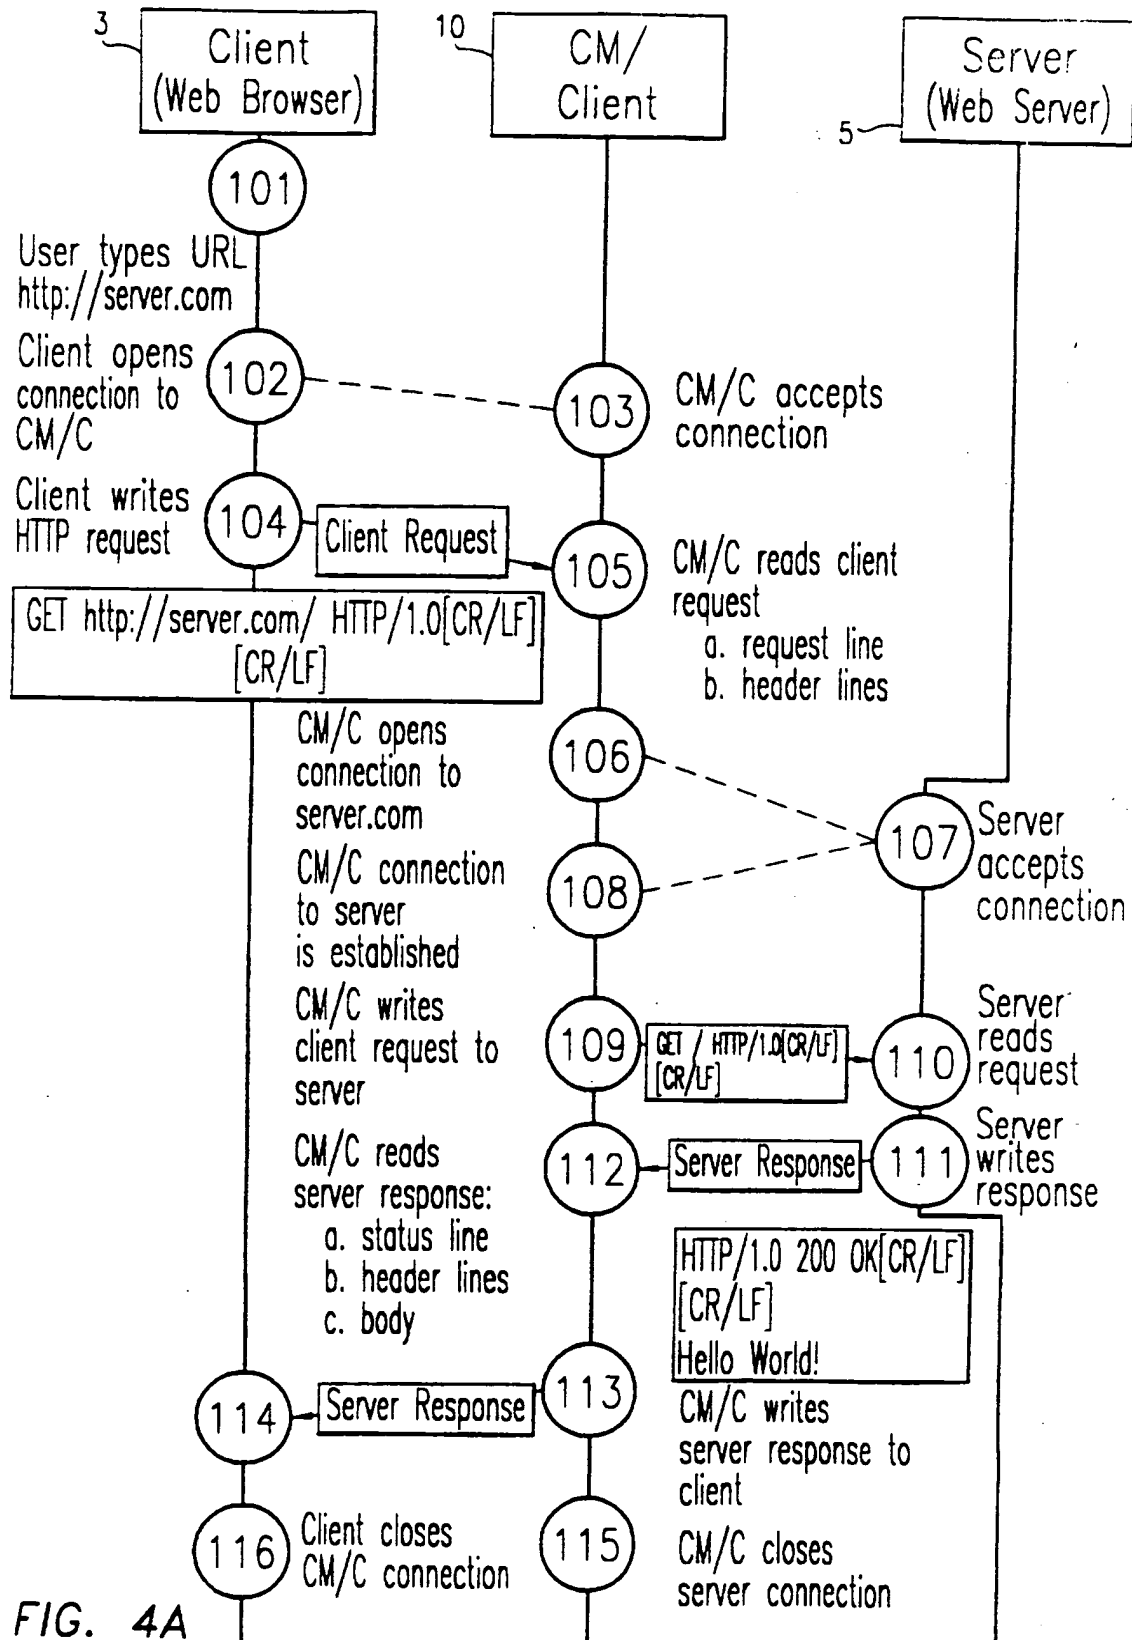 3
Client
(Web Browser)
10
CM/
Client
Server
(Web Server)
5
101
User types URL
http://server.com
Client opens
connection to
CM/C
102
103
CM/C accepts
connection
Client writes
HTTP request
104
Client Request
105
CM/C reads client
request
a. request line
b. header lines
GET http://server.com/ HTTP/1.0[CR/LF]
[CR/LF]
CM/C opens
connection to
server.com
106
107
Server
accepts
connection
CM/C connection
to server
is established
108
CM/C writes
client request to
server
109
GET / HTTP/1.0[CR/LF]
[CR/LF]
110
Server
reads
request
CM/C reads
server response:
a. status line
b. header lines
c. body
112
Server Response
111
Server
writes
response
HTTP/1.0 200 OK[CR/LF]
[CR/LF]
Hello World!
114
Server Response
113
CM/C writes
server response to
client
116
Client closes
CM/C connection
115
CM/C closes
server connection
FIG. 4A